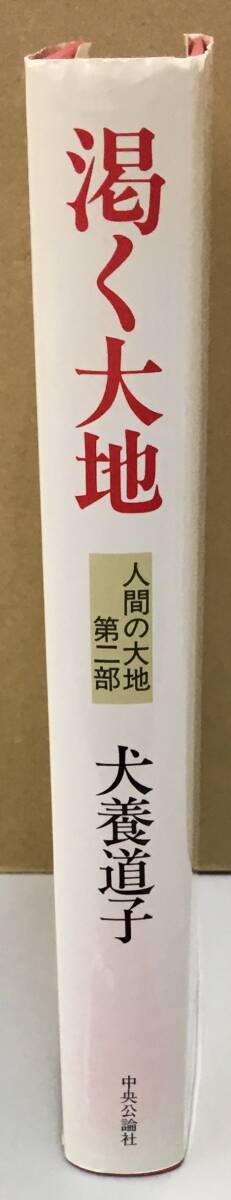 渇く大地
人間の大地
第二部
犬養道子
中央公論社